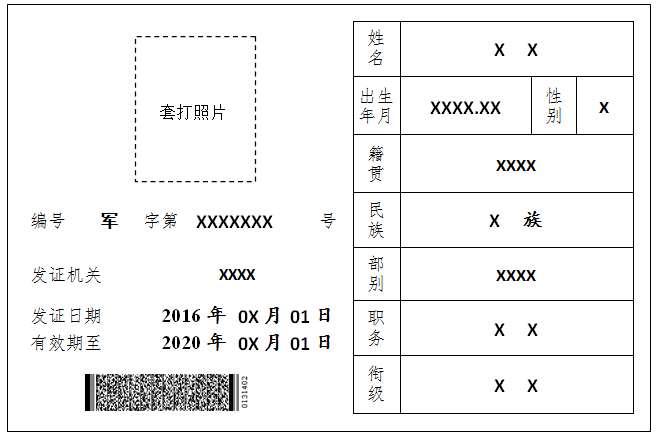 套打照片
编号 军 字第 XXXXXXX 号
发证机关 XXXX
发证日期 2016 年 0X 月 01 日
有效期至 2020 年 0X 月 01 日
0131402
姓名 X X
出生年月 XXXX.XX 性别 X
籍贯 XXXX
民族 X 族
部别 XXXX
职务 X X
衔级 X X